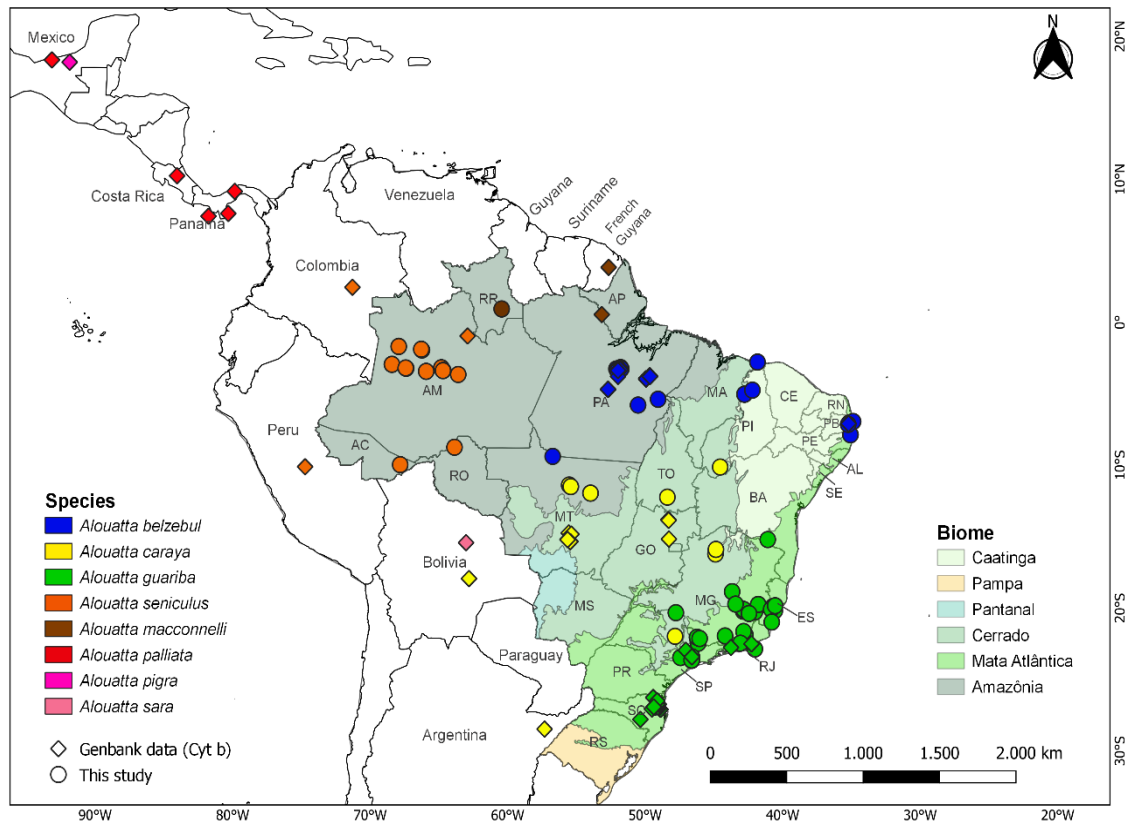 Mexico
N
20°N
Costa Rica
Panamá
Venezuela
Guyana
Suriname
French
Guyana
10°N
Colombia
RR
AP
0°
AM
PA
MA
CE
RN
PB
PI
PE
AL
SE
Peru
AC
RO
TO
BA
10°S
MT
GO
Bolivia
MS
MG
ES
20°S
Paraguay
PR
SP
RJ
SC
Argentina
RS
30°S
Species
Alouatta belzebul
Alouatta caraya
Alouatta guariba
Alouatta seniculus
Alouatta macconnelli
Alouatta palliata
Alouatta pigra
Alouatta sara
Genbank data (Cyt b)
This study
Biome
Caatinga
Pampa
Pantanal
Cerrado
Mata Atlântica
Amazônia
0 500 1.000 1.500 2.000 km
90°W 80°W 70°W 60°W 50°W 40°W 30°W 20°W